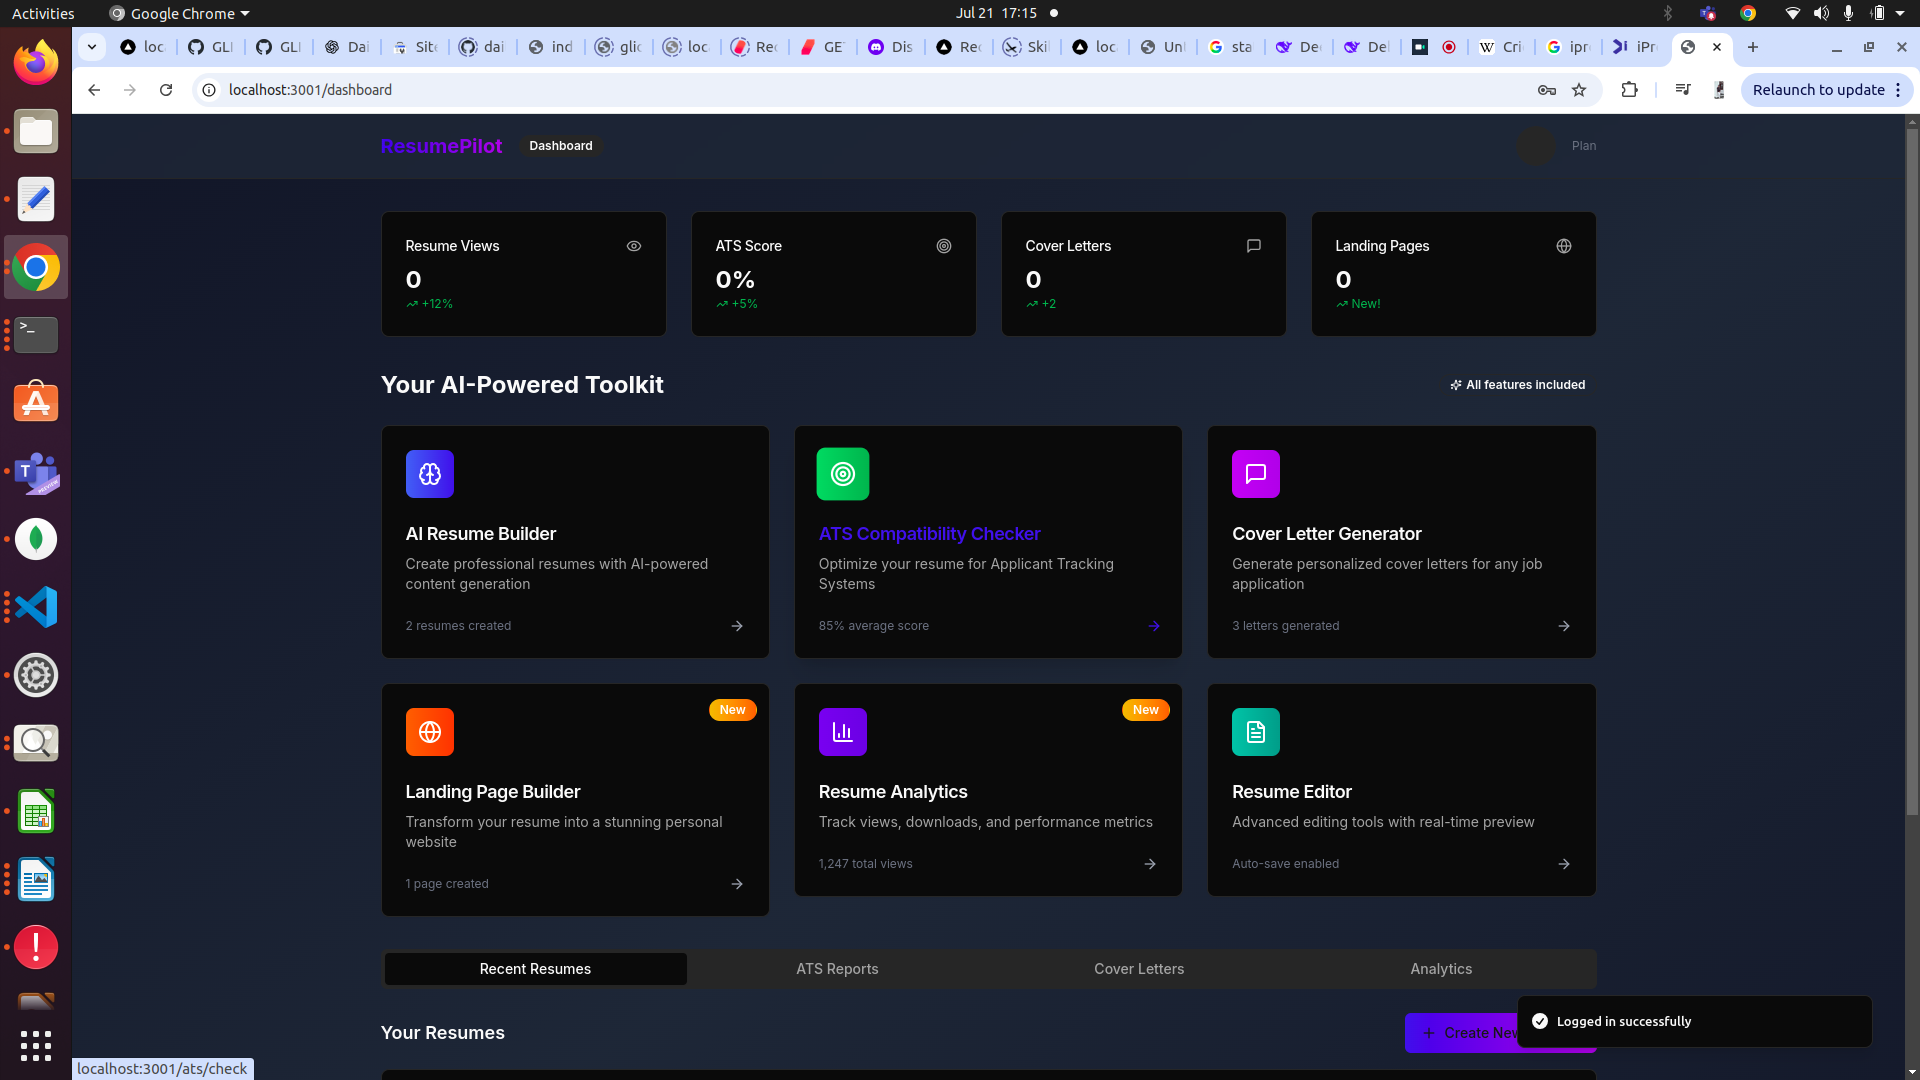 Activities
Google Chrome
Jul 21 17:15
loc
GLI
GLI
Dai
Site
dai
ind
glic
loc
Rec
GE
Dis
Rec
Skil
loc
Unt
sta
Dee
Del
Cri
ipr
iPr
localhost:3001/dashboard
Relaunch to update
ResumePilot
Dashboard
Plan
Resume Views
0
+12%
ATS Score
0%
+5%
Cover Letters
0
+2
Landing Pages
0
New!
Your AI-Powered Toolkit
All features included
AI Resume Builder
Create professional resumes with AI-powered
content generation
2 resumes created
ATS Compatibility Checker
Optimize your resume for Applicant Tracking
Systems
85% average score
Cover Letter Generator
Generate personalized cover letters for any job
application
3 letters generated
New
Landing Page Builder
Transform your resume into a stunning personal
website
1 page created
New
Resume Analytics
Track views, downloads, and performance metrics
1,247 total views
Resume Editor
Advanced editing tools with real-time preview
Auto-save enabled
Recent Resumes
ATS Reports
Cover Letters
Analytics
Your Resumes
Create New
Logged in successfully
localhost:3001/ats/check